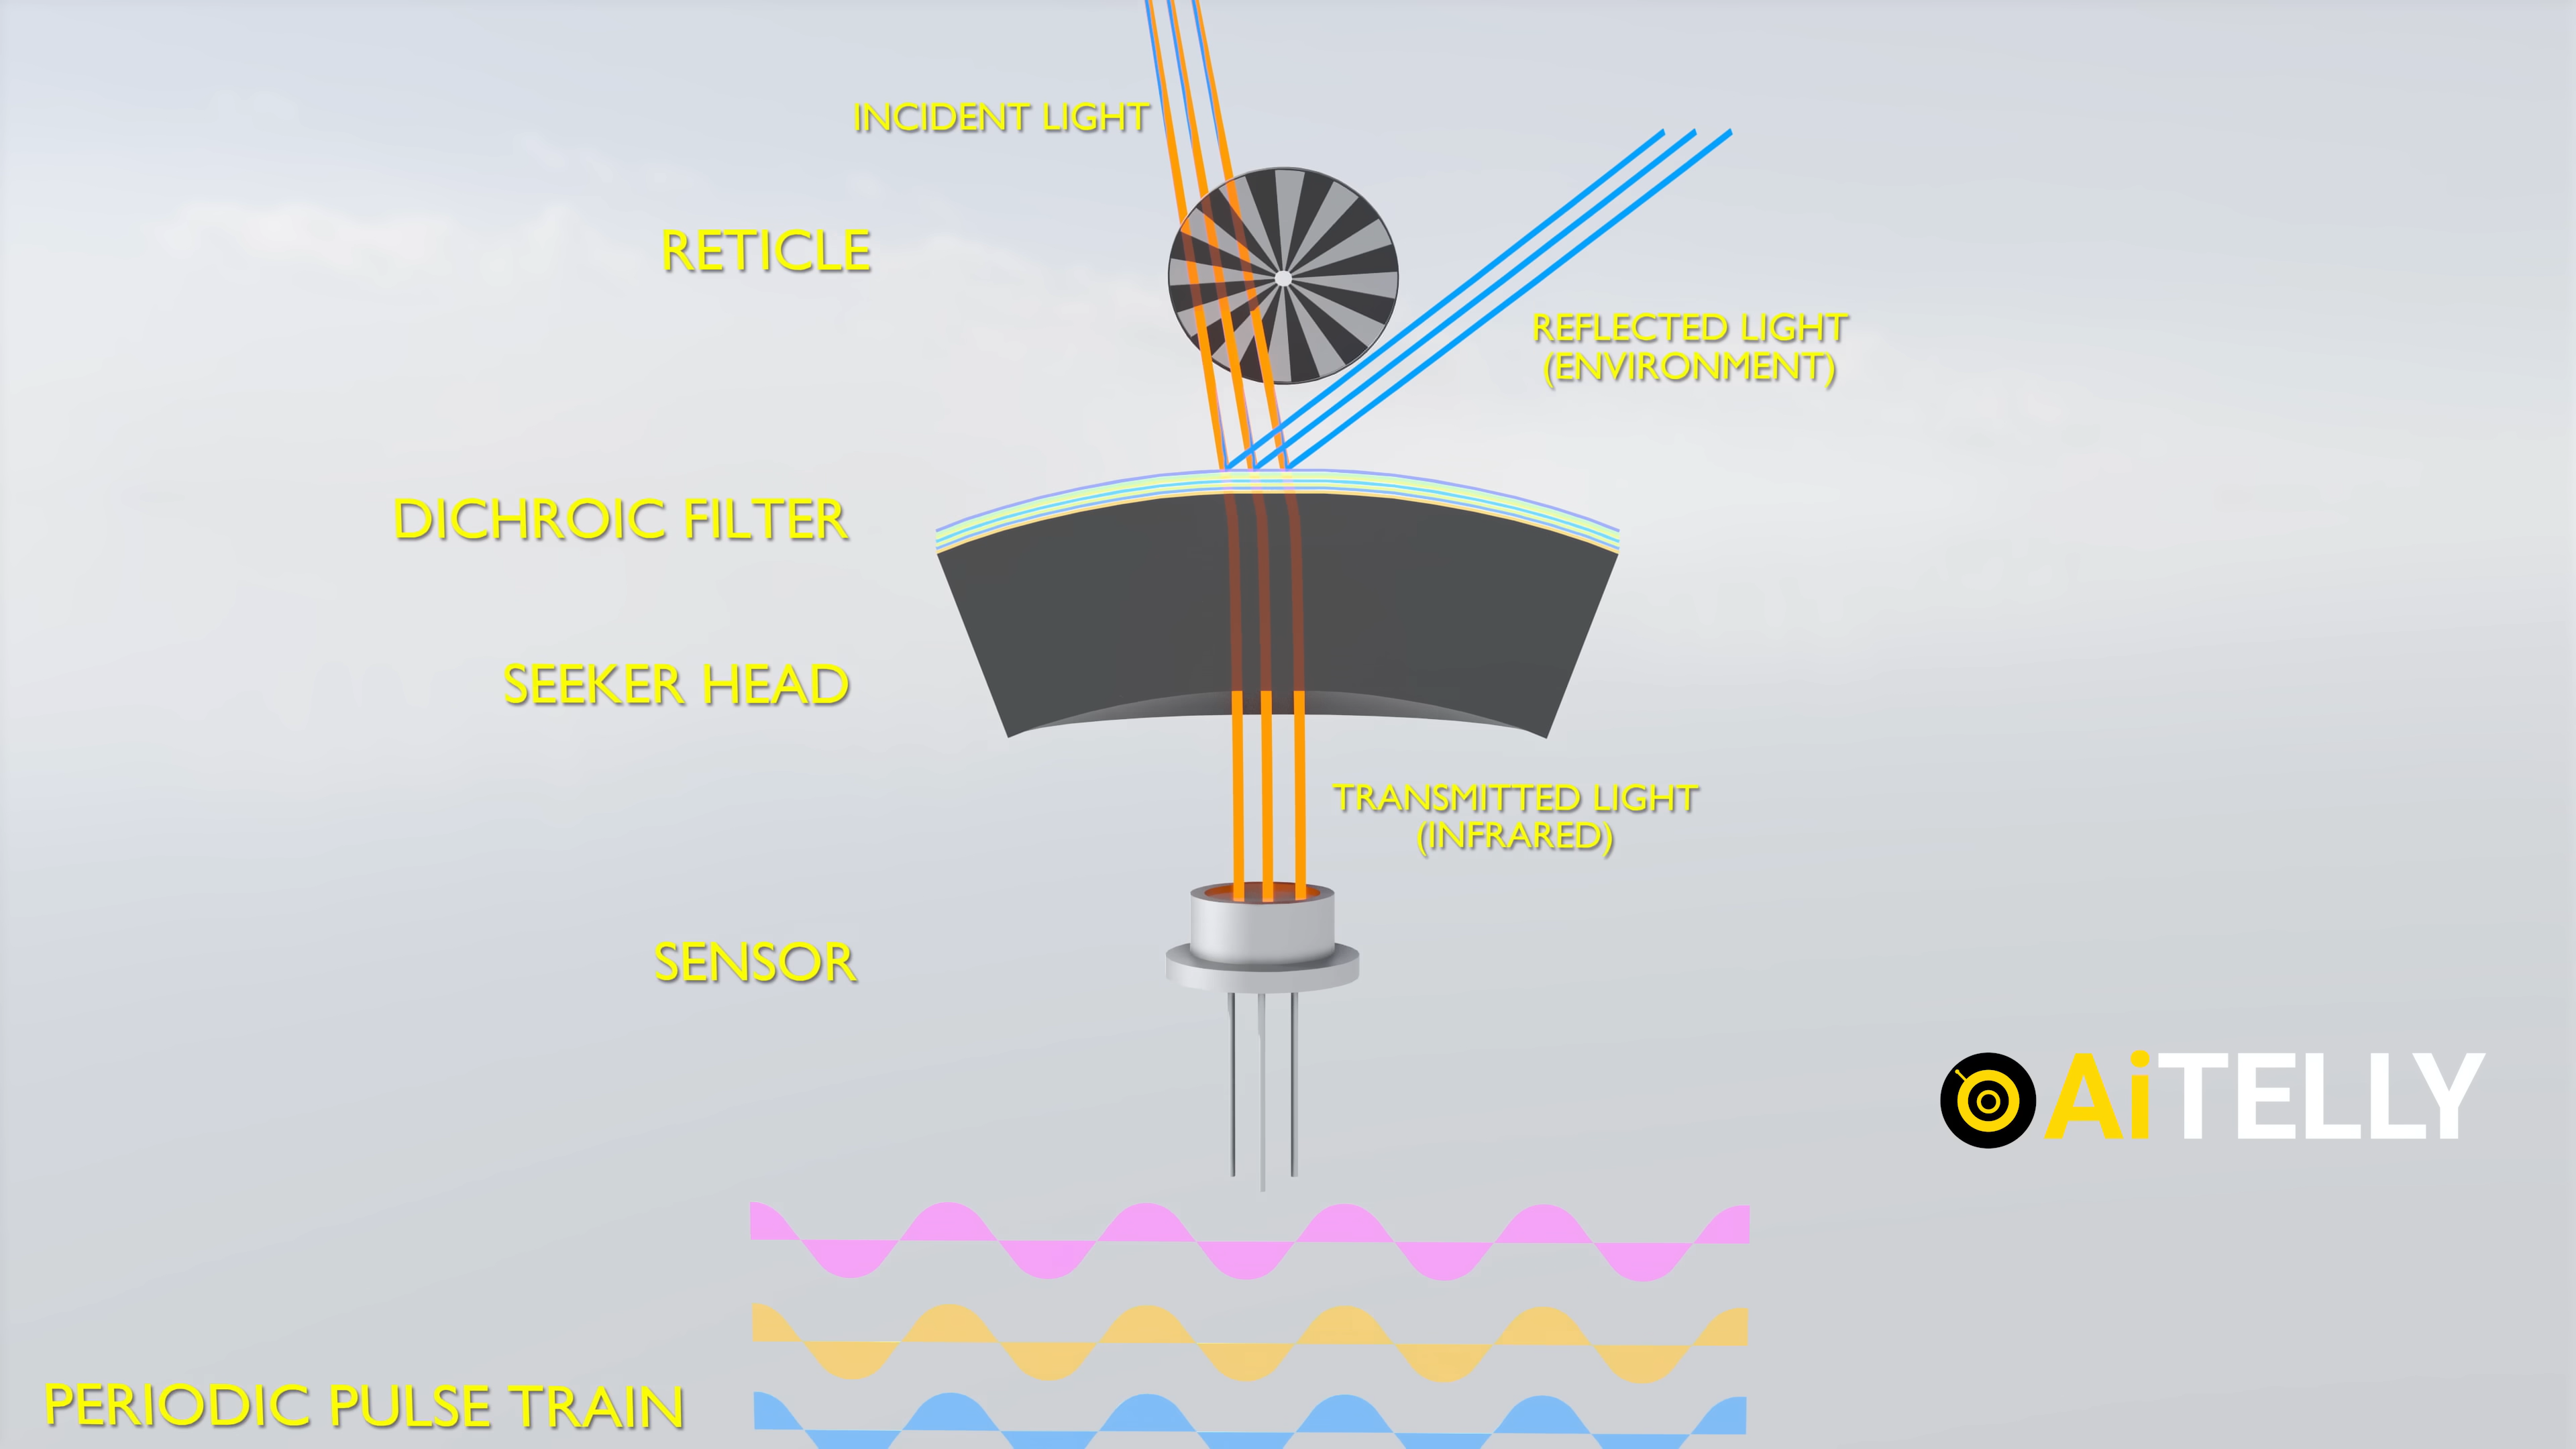 INCIDENT LIGHT
RETICLE
REFLECTED LIGHT
(ENVIRONMENT)
DICHROIC FILTER
SEEKER HEAD
TRANSMITTED LIGHT
(INFRARED)
SENSOR
AiTELLY
PERIODIC PULSE TRAIN